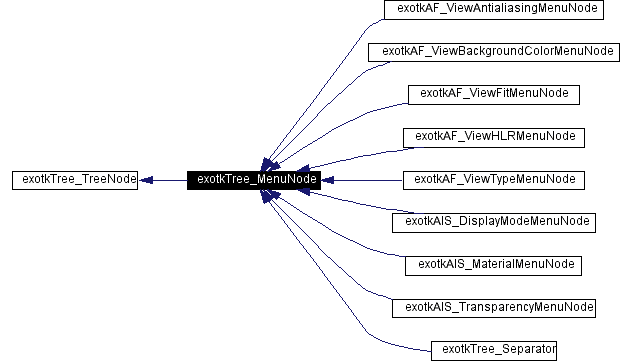 exotkAF_ViewAntialiasingMenuNode
exotkAF_ViewBackgroundColorMenuNode
exotkAF_ViewFitMenuNode
exotkAF_ViewHLRMenuNode
exotkTree_TreeNode
exotkTree_MenuNode
exotkAF_ViewTypeMenuNode
exotkAIS_DisplayModeMenuNode
exotkAIS_MaterialMenuNode
exotkAIS_TransparencyMenuNode
exotkTree_Separator